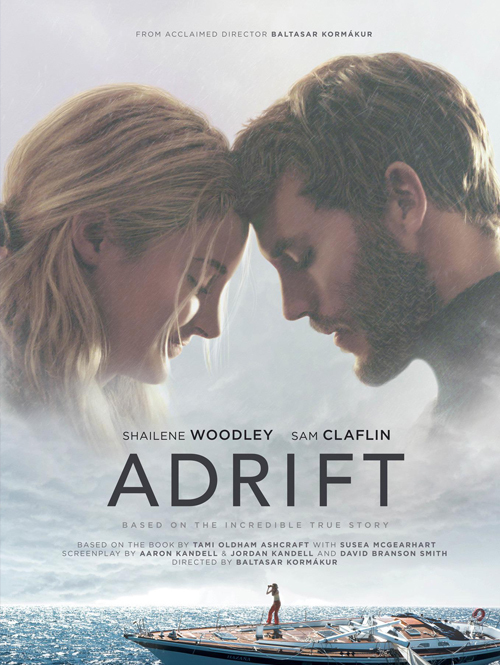 FROM ACCLAIMED DIRECTOR BALTASAR KORMÁKUR
SHAILENE WOODLEY SAM CLAFLIN
ADRIFT
BASED ON THE INCREDIBLE TRUE STORY
BASED ON THE BOOK BY TAMI OLDHAM ASHCRAFT WITH SUSEA MCGEARHART
SCREENPLAY BY AARON KANDELL & JORDAN KANDELL AND DAVID BRANSON SMITH
DIRECTED BY BALTASAR KORMÁKUR